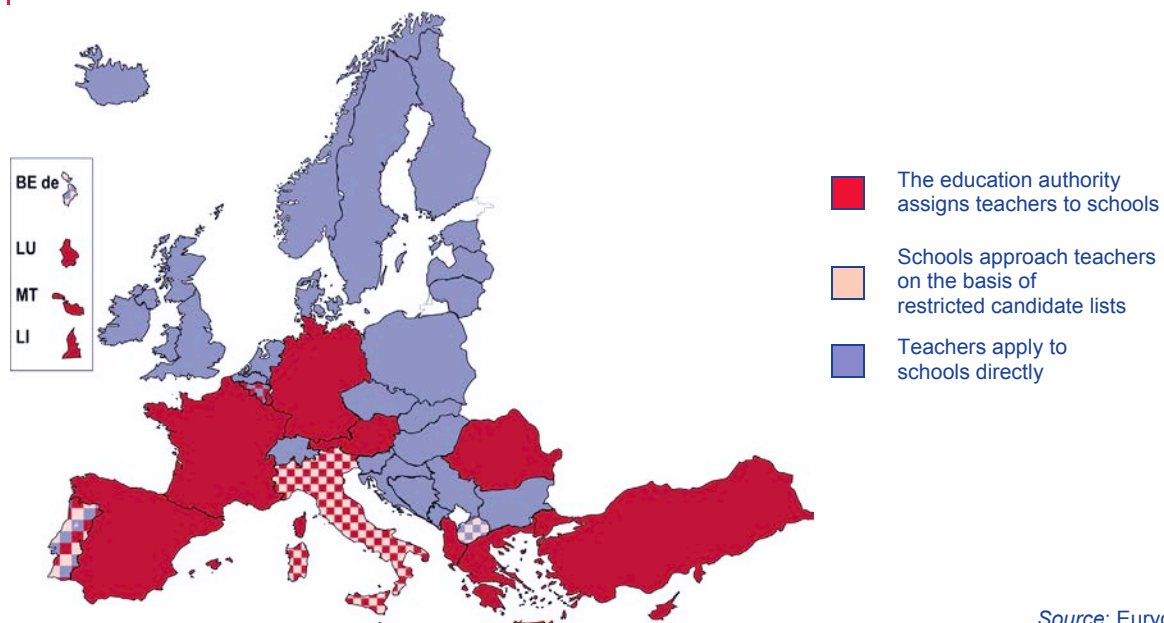 BE de
LU
MT
LI
The education authority
assigns teachers to schools
Schools approach teachers
on the basis of
restricted candidate lists
Teachers apply to
schools directly
Source: